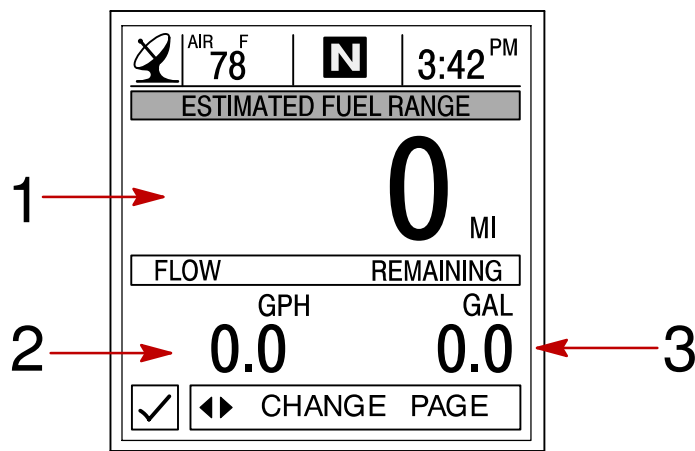 AIR 78 F N 3:42 PM
ESTIMATED FUEL RANGE
1 0 MI
FLOW REMAINING
GPH GAL
2 0.0 0.0 3
CHANGE PAGE